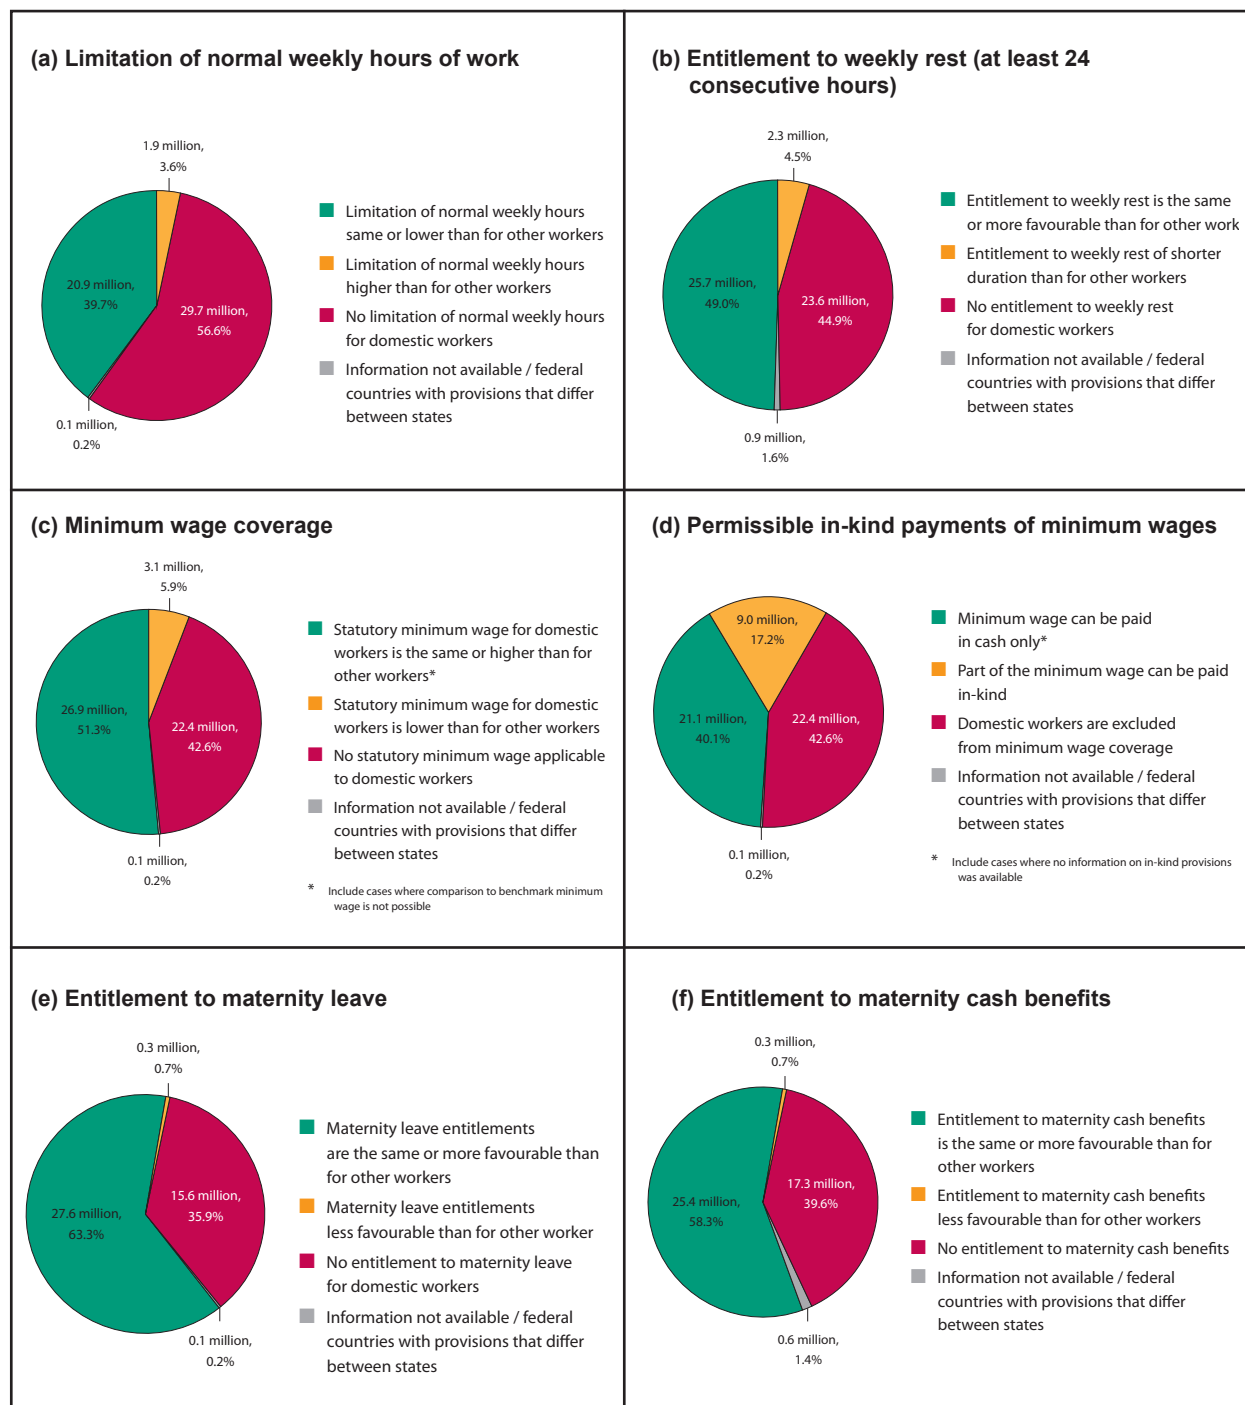 (a) Limitation of normal weekly hours of work
1.9 million,
3.6%
20.9 million,
39.7%
29.7 million,
56.6%
0.1 million,
0.2%
Limitation of normal weekly hours
same or lower than for other workers
Limitation of normal weekly hours
higher than for other workers
No limitation of normal weekly hours
for domestic workers
Information not available / federal
countries with provisions that differ
between states
(b) Entitlement to weekly rest (at least 24
consecutive hours)
2.3 million,
4.5%
25.7 million,
49.0%
23.6 million,
44.9%
0.9 million,
1.6%
Entitlement to weekly rest is the same
or more favourable than for other work
Entitlement to weekly rest of shorter
duration than for other workers
No entitlement to weekly rest
for domestic workers
Information not available / federal
countries with provisions that differ
between states
(c) Minimum wage coverage
3.1 million,
5.9%
26.9 million,
51.3%
22.4 million,
42.6%
0.1 million,
0.2%
Statutory minimum wage for domestic
workers is the same or higher than for
other workers*
Statutory minimum wage for domestic
workers is lower than for other workers
No statutory minimum wage applicable
to domestic workers
Information not available / federal
countries with provisions that differ
between states
* Include cases where comparison to benchmark minimum
wage is not possible
(d) Permissible in-kind payments of minimum wages
9.0 million,
17.2%
21.1 million,
40.1%
22.4 million,
42.6%
0.1 million,
0.2%
Minimum wage can be paid
in cash only*
Part of the minimum wage can be paid
in-kind
Domestic workers are excluded
from minimum wage coverage
Information not available / federal
countries with provisions that differ
between states
* Include cases where no information on in-kind provisions
was available
(e) Entitlement to maternity leave
0.3 million,
0.7%
27.6 million,
63.3%
15.6 million,
35.9%
0.1 million,
0.2%
Maternity leave entitlements
are the same or more favourable than
for other workers
Maternity leave entitlements
less favourable than for other worker
No entitlement to maternity leave
for domestic workers
Information not available / federal
countries with provisions that differ
between states
(f) Entitlement to maternity cash benefits
0.3 million,
0.7%
25.4 million,
58.3%
17.3 million,
39.6%
0.6 million,
1.4%
Entitlement to maternity cash benefits
is the same or more favourable than for
other workers
Entitlement to maternity cash benefits
less favourable than for other workers
No entitlement to maternity cash benefits
Information not available / federal
countries with provisions that differ
between states